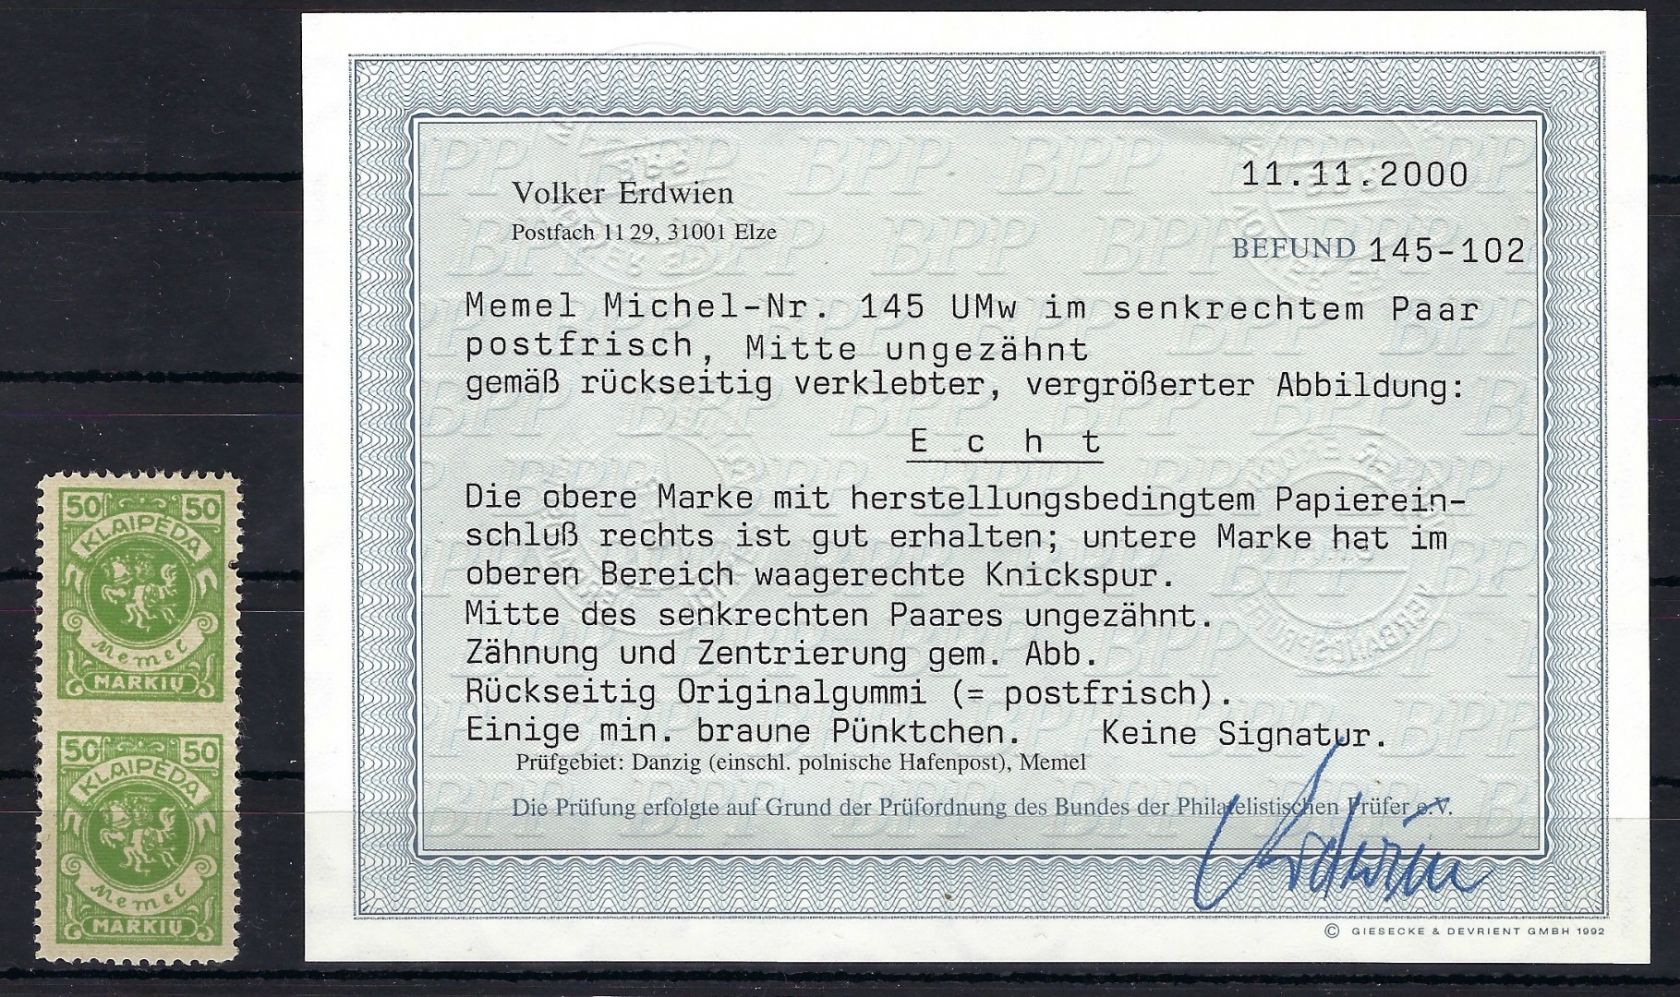 Volker Erdwien
Postfach 11 29, 31001 Elze
11.11.2000
BEFUND 145-102
Memel Michel-Nr. 145 UMw im senkrechtem Paar
postfrisch, Mitte ungezähnt
gemäß rückseitig verklebter, vergrößerter Abbildung:
E c h t
Die obere Marke mit herstellungsbedingtem Papierein-
schluß rechts ist gut erhalten; untere Marke hat im
oberen Bereich waagerechte Knickspur.
Mitte des senkrechten Paares ungezähnt.
Zähnung und Zentrierung gem. Abb.
Rückseitig Originalgummi (= postfrisch).
Einige min. braune Pünktchen. Keine Signatur.
Prüfgebiet: Danzig (einschl. polnische Hafenpost), Memel
Die Prüfung erfolgte auf Grund der Prüfordnung des Bundes der Philatelistischen Prüfer e.V.
Erdwien
© GIESECKE & DEVRIENT GMBH 1992
50 50
KLAIPĖDA
Memel
MARKIŲ
50 50
KLAIPĖDA
Memel
MARKIŲ